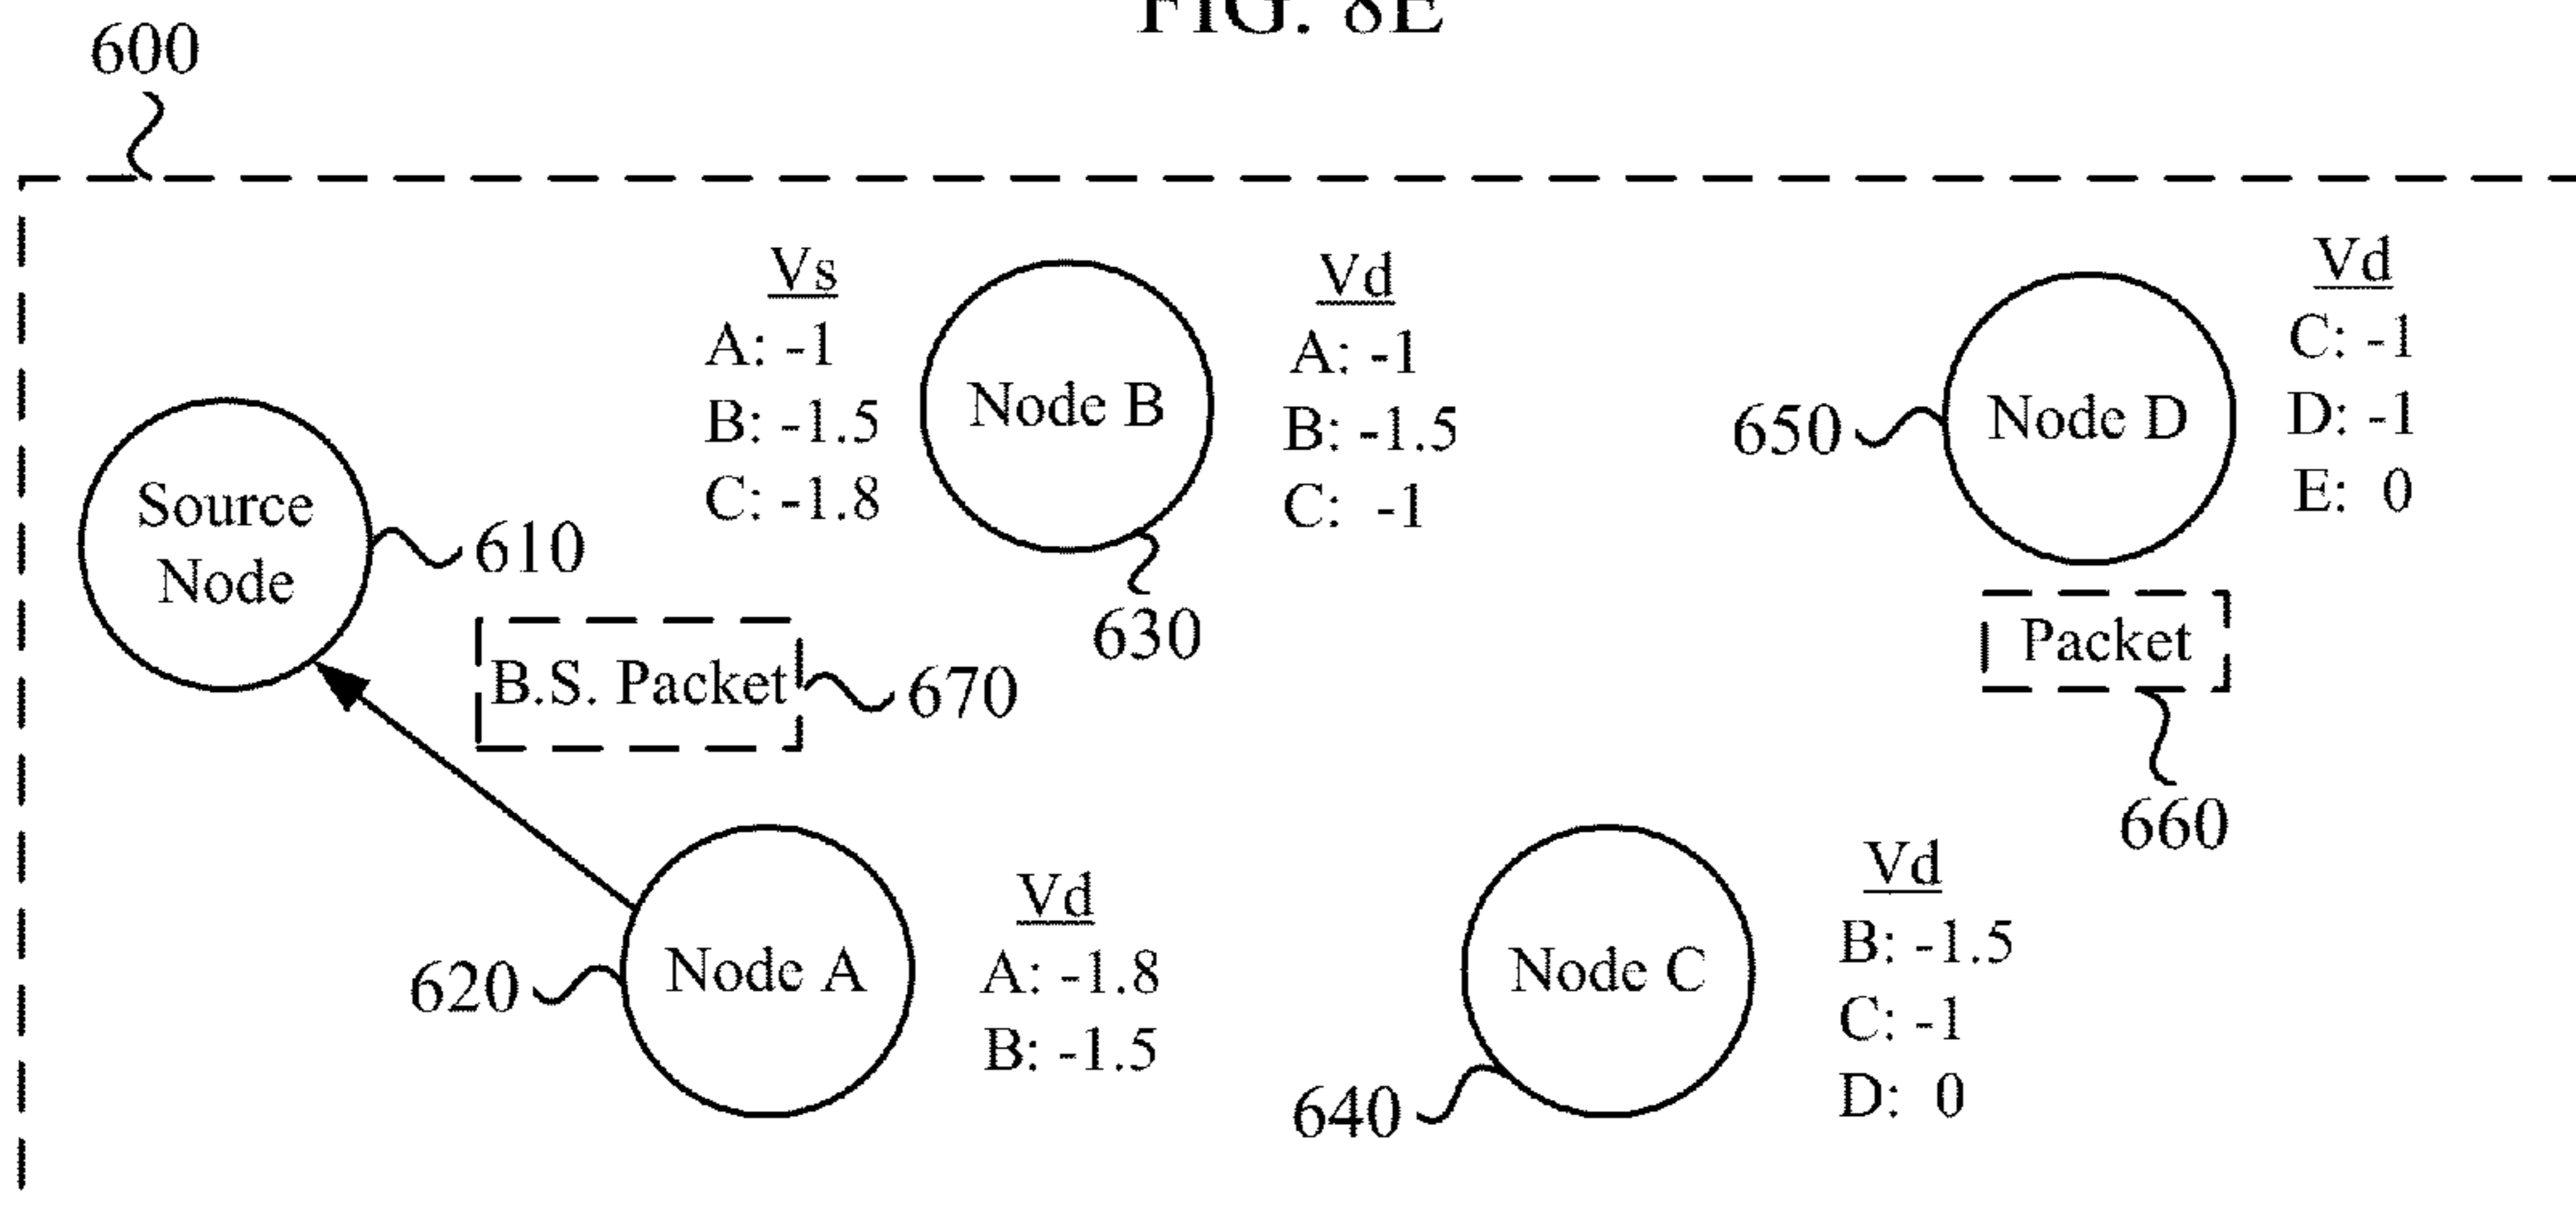 FIG. 8E
600
Vs
A: -1
B: -1.5
C: -1.8
Node B
Vd
A: -1
B: -1.5
C: -1
630
650
Node D
Vd
C: -1
D: -1
E: 0
Source
Node
610
B.S. Packet
670
Packet
660
620
Node A
Vd
A: -1.8
B: -1.5
640
Node C
Vd
B: -1.5
C: -1
D: 0